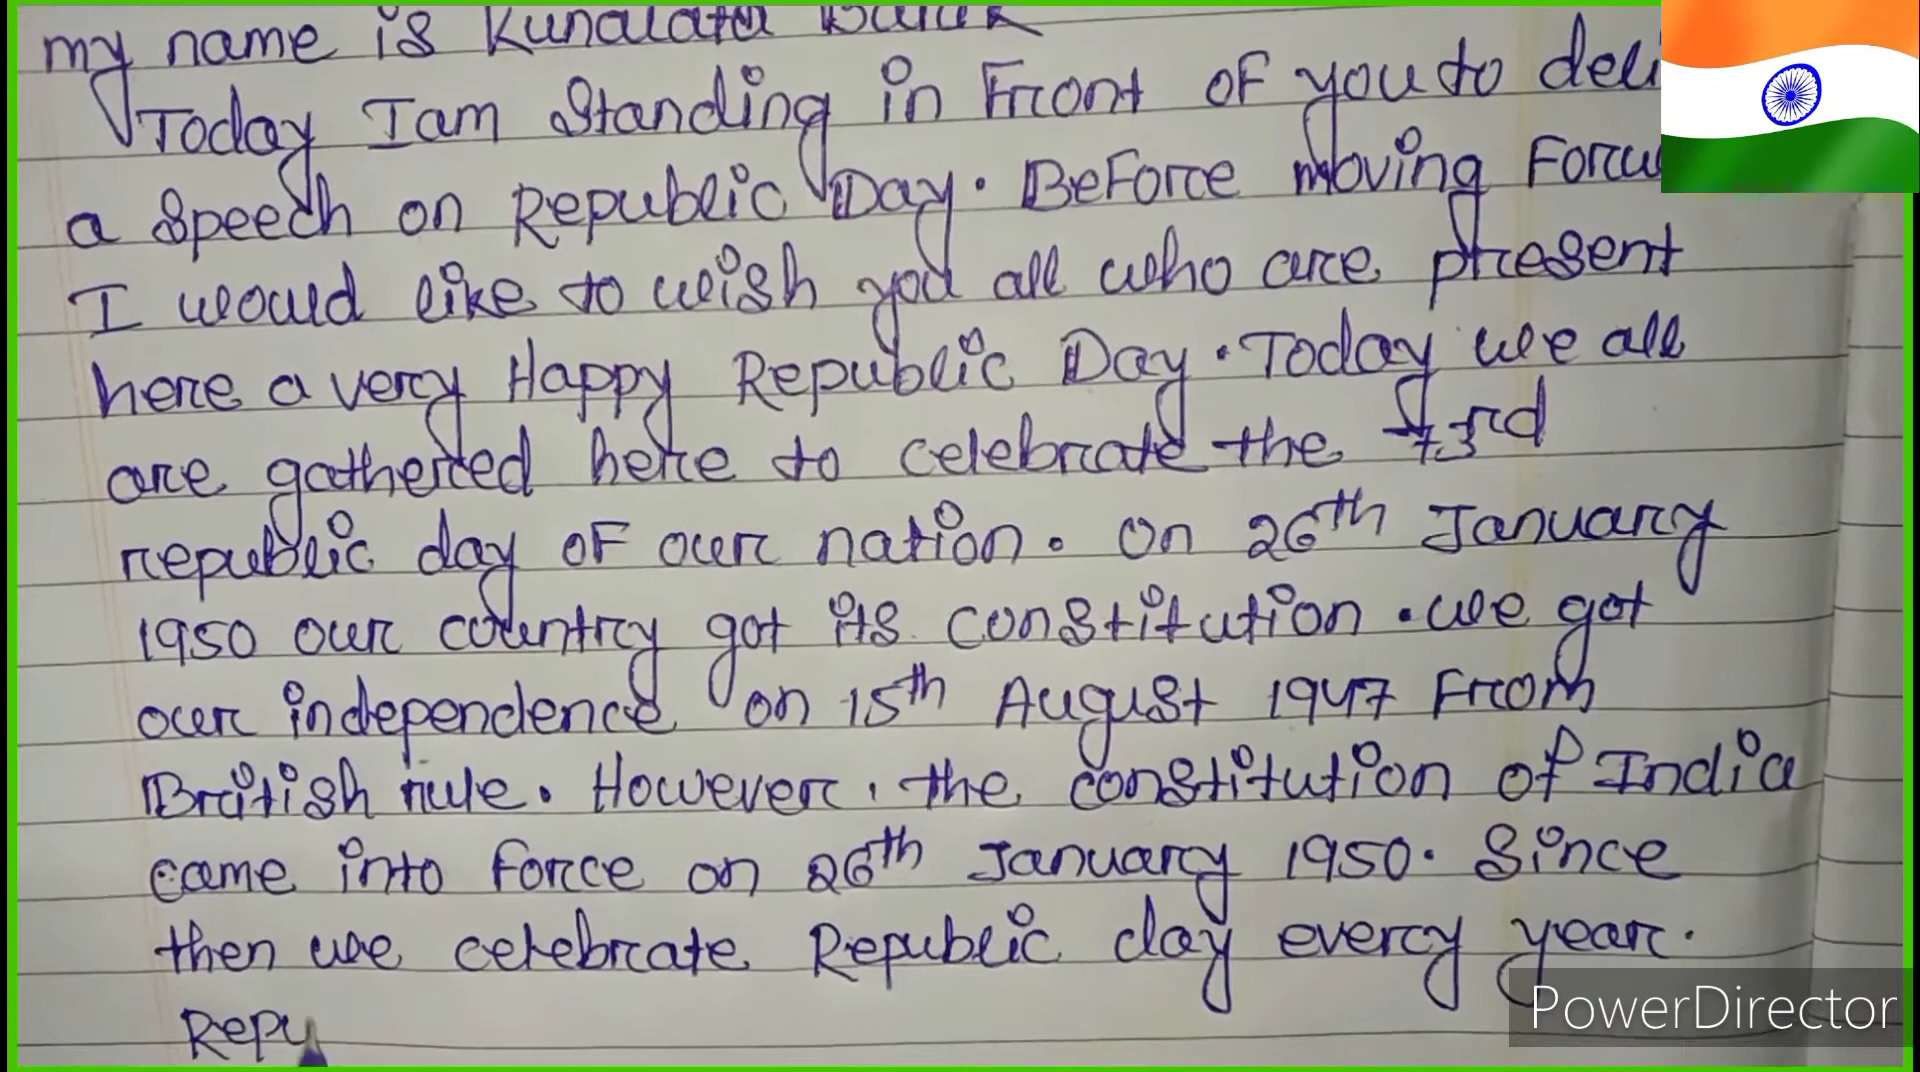 my name is Kunalata
Today I am Standing in Front of you to deli
a Speech on Republic Day. Before moving Forw
I would like to wish you all who are present
here a very Happy Republic Day. Today we all
are gathered here to celebrate the 73rd
republic day of our nation. On 26th January
1950 our country got its constitution. we got
our independence on 15th August 1947 From
British rule. However, the constitution of India
came into force on 26th January 1950. Since
then we celebrate Republic day every year.
Repu
PowerDirector